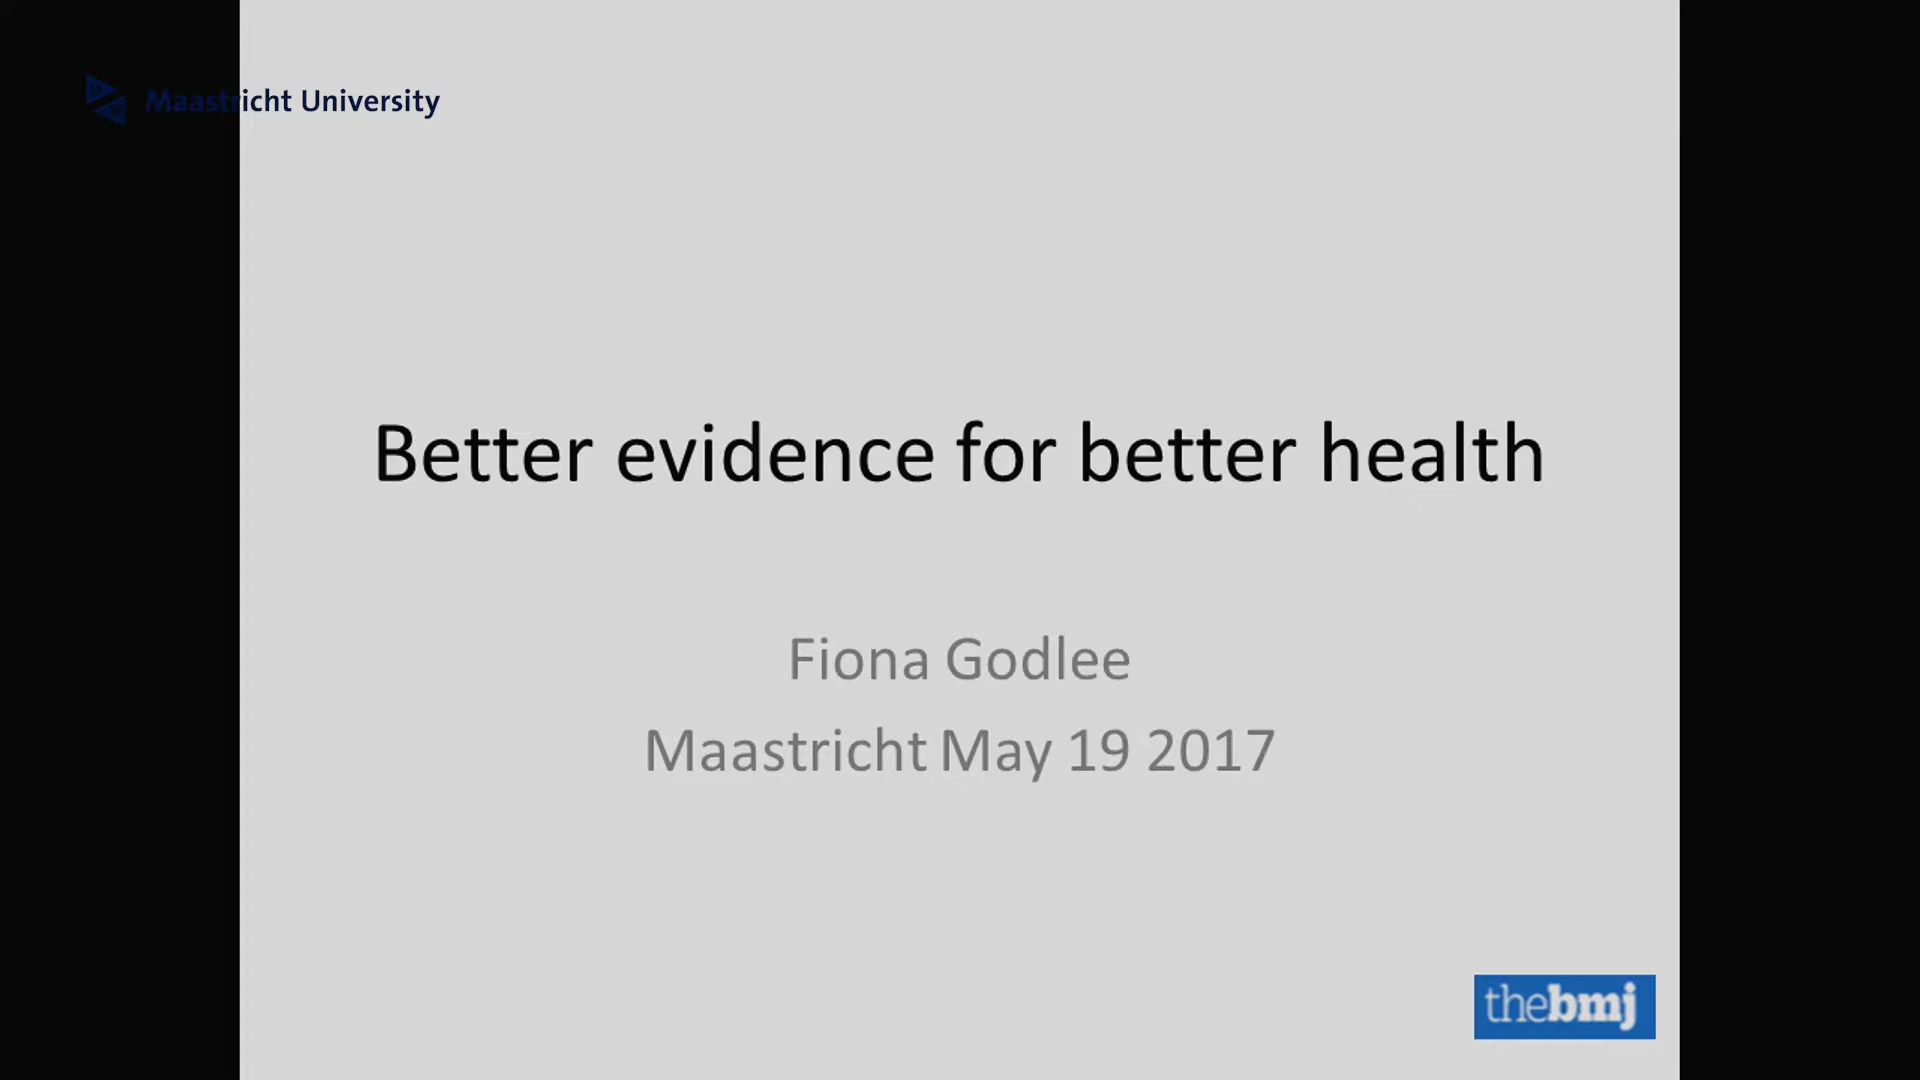 Maastricht University
Better evidence for better health
Fiona Godlee
Maastricht May 19 2017
thebmj